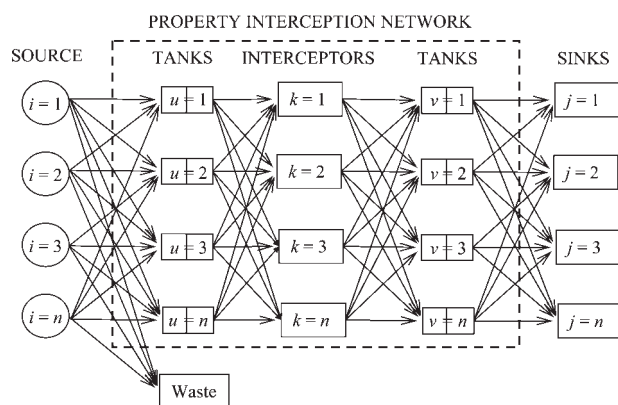 PROPERTY INTERCEPTION NETWORK
SOURCE TANKS INTERCEPTORS TANKS SINKS
i = 1 u = 1 k = 1 v = 1 j = 1
i = 2 u = 2 k = 2 v = 2 j = 2
i = 3 u = 3 k = 3 v = 3 j = 3
i = n u = n k = n v = n j = n
Waste